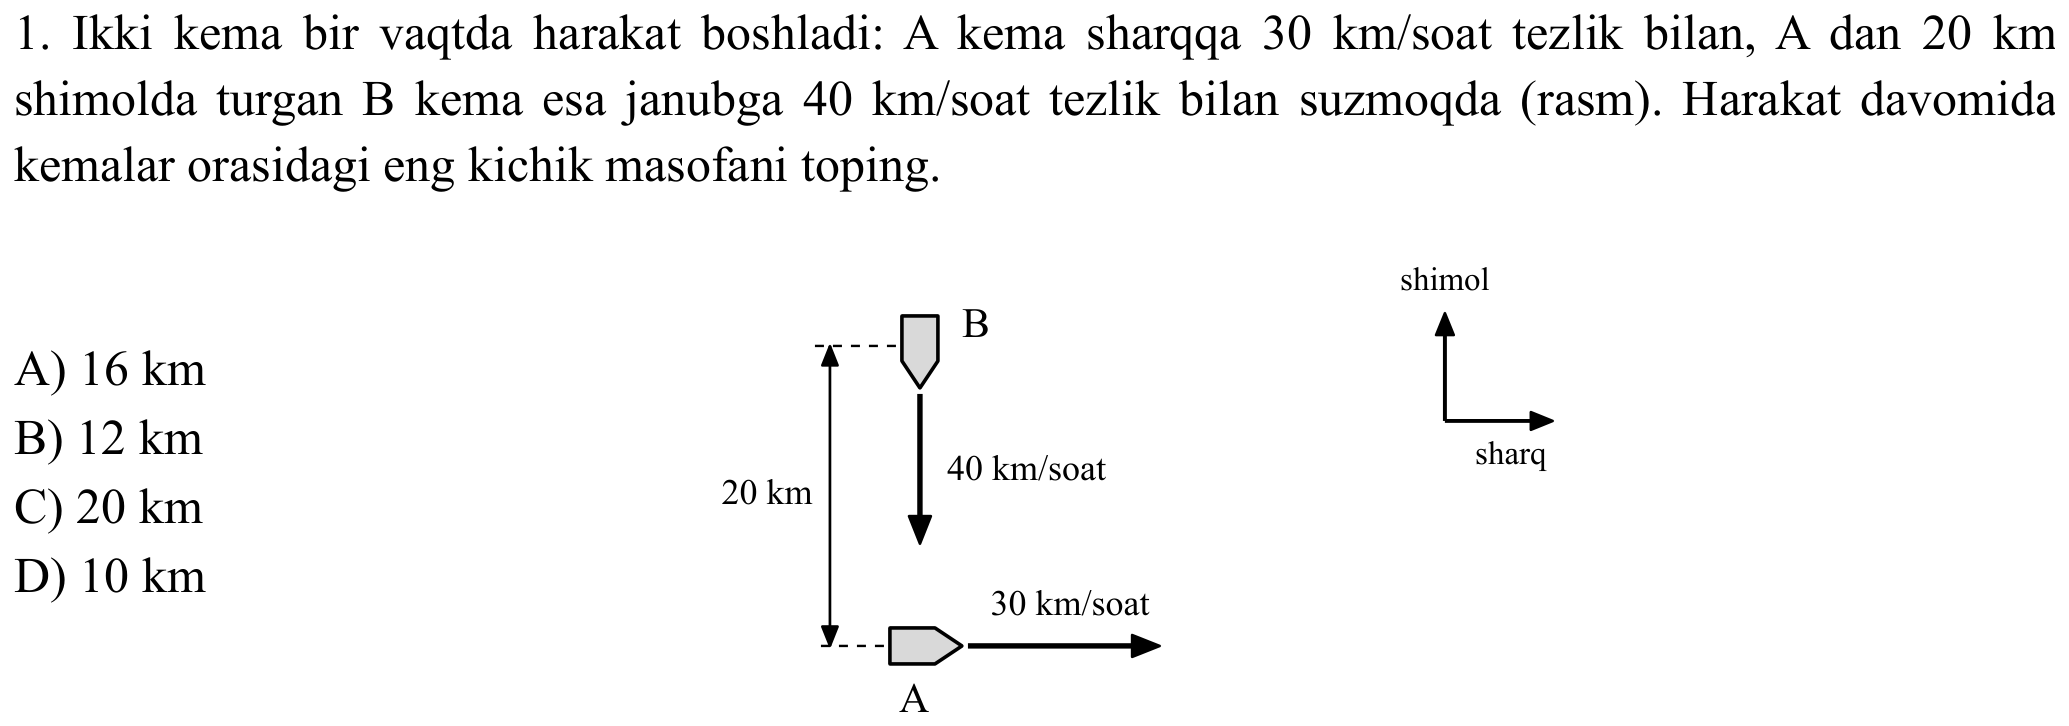 1. Ikki kema bir vaqtda harakat boshladi: A kema sharqqa 30 km/soat tezlik bilan, A dan 20 km
shimolda turgan B kema esa janubga 40 km/soat tezlik bilan suzmoqda (rasm). Harakat davomida
kemalar orasidagi eng kichik masofani toping.
A) 16 km
B) 12 km
C) 20 km
D) 10 km
B
20 km
40 km/soat
30 km/soat
A
shimol
sharq